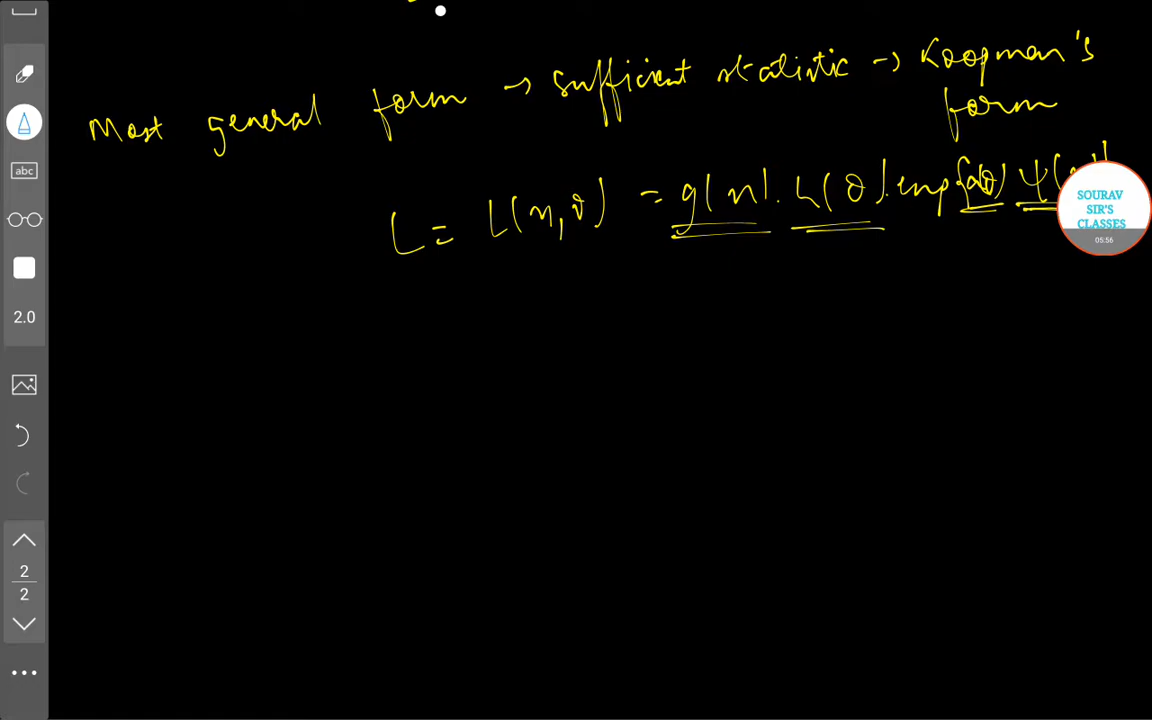 Most general form → sufficient statistic → Koopman's
form
L = L(x, θ) = g(x). h(θ). exp{a(θ) ψ(x)
SOURAV
SIR'S
CLASSES
05:56
abc
2.0
2
2